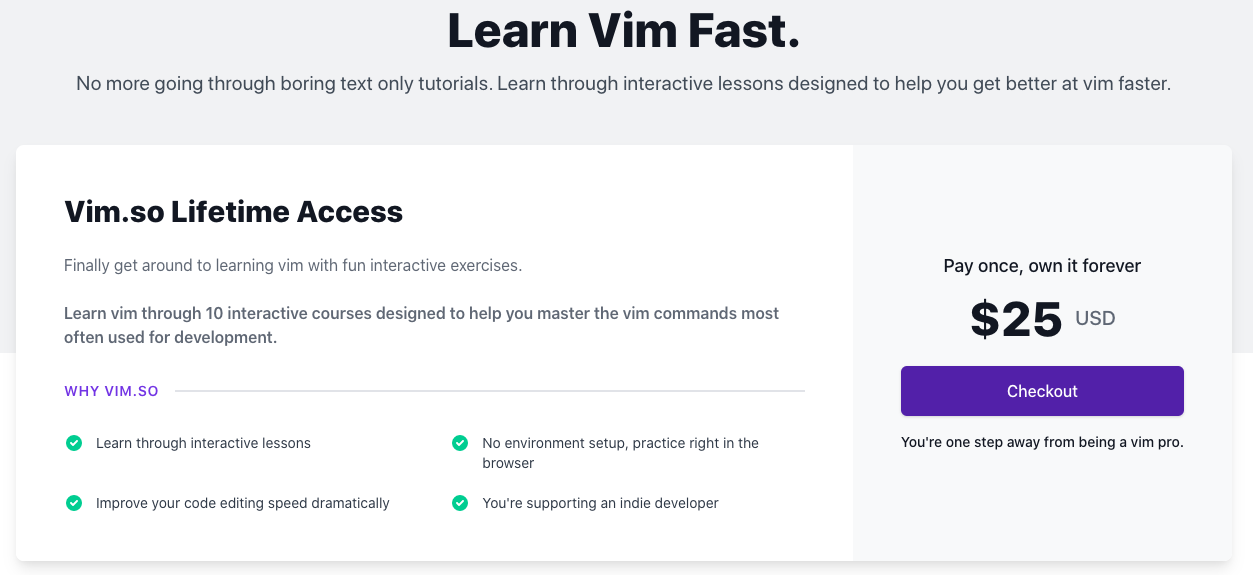 Learn Vim Fast.
No more going through boring text only tutorials. Learn through interactive lessons designed to help you get better at vim faster.
Vim.so Lifetime Access
Finally get around to learning vim with fun interactive exercises.
Learn vim through 10 interactive courses designed to help you master the vim commands most
often used for development.
WHY VIM.SO
Learn through interactive lessons
No environment setup, practice right in the
browser
Improve your code editing speed dramatically
You're supporting an indie developer
Pay once, own it forever
$25 USD
Checkout
You're one step away from being a vim pro.